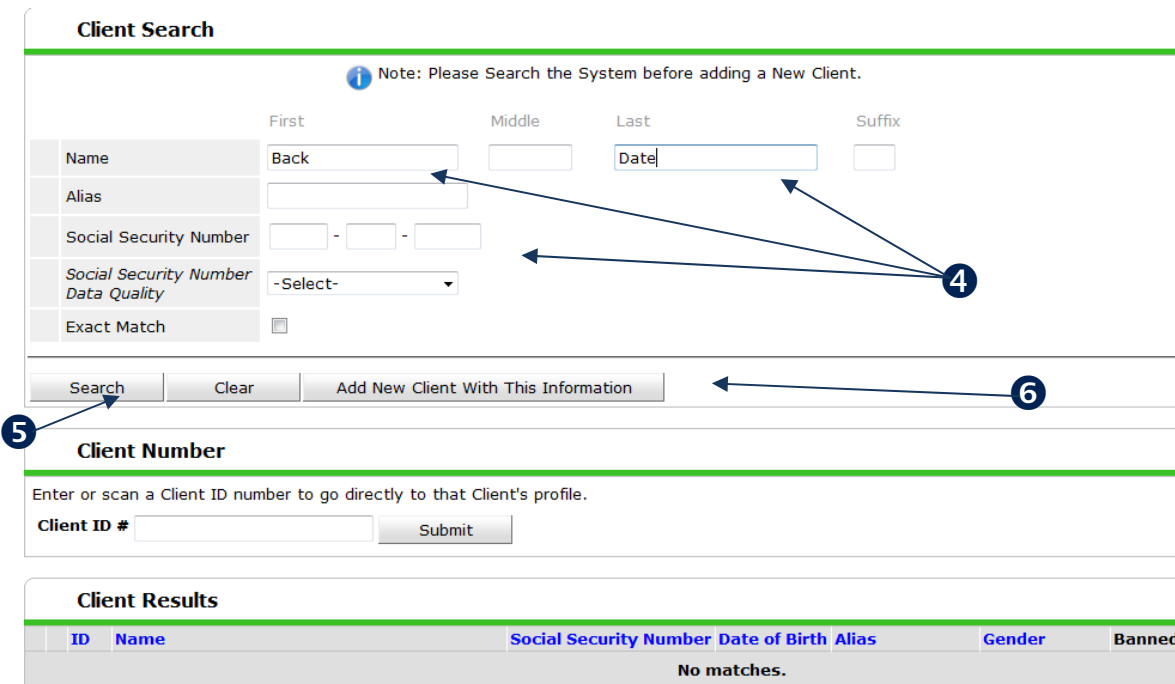 Client Search
Note: Please Search the System before adding a New Client.
First Middle Last Suffix
Name Back Date
Alias
Social Security Number - -
4
Social Security Number
Data Quality -Select-
Exact Match
Search Clear Add New Client With This Information 6
5
Client Number
Enter or scan a Client ID number to go directly to that Client's profile.
Client ID # Submit
Client Results
ID Name Social Security Number Date of Birth Alias Gender Banned
No matches.